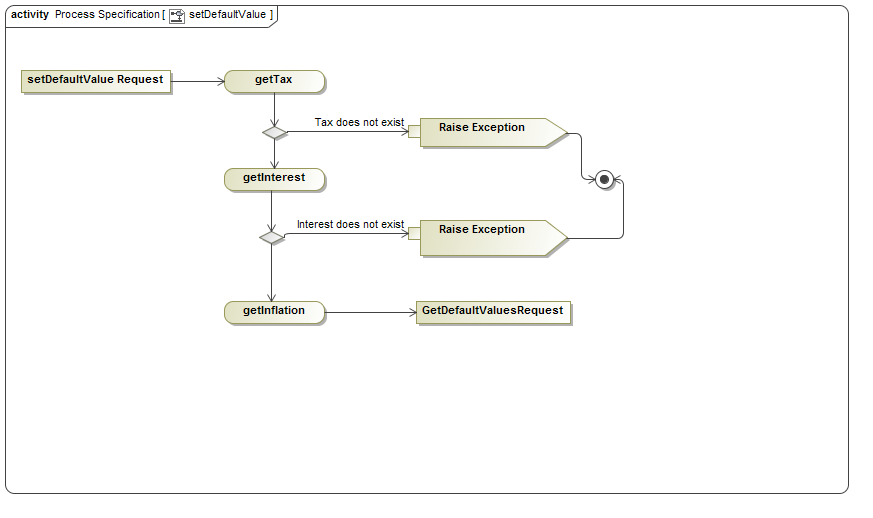 activity Process Specification [ setDefaultValue ]
setDefaultValue Request
getTax
Tax does not exist
Raise Exception
getInterest
Interest does not exist
Raise Exception
getInflation
GetDefaultValuesRequest